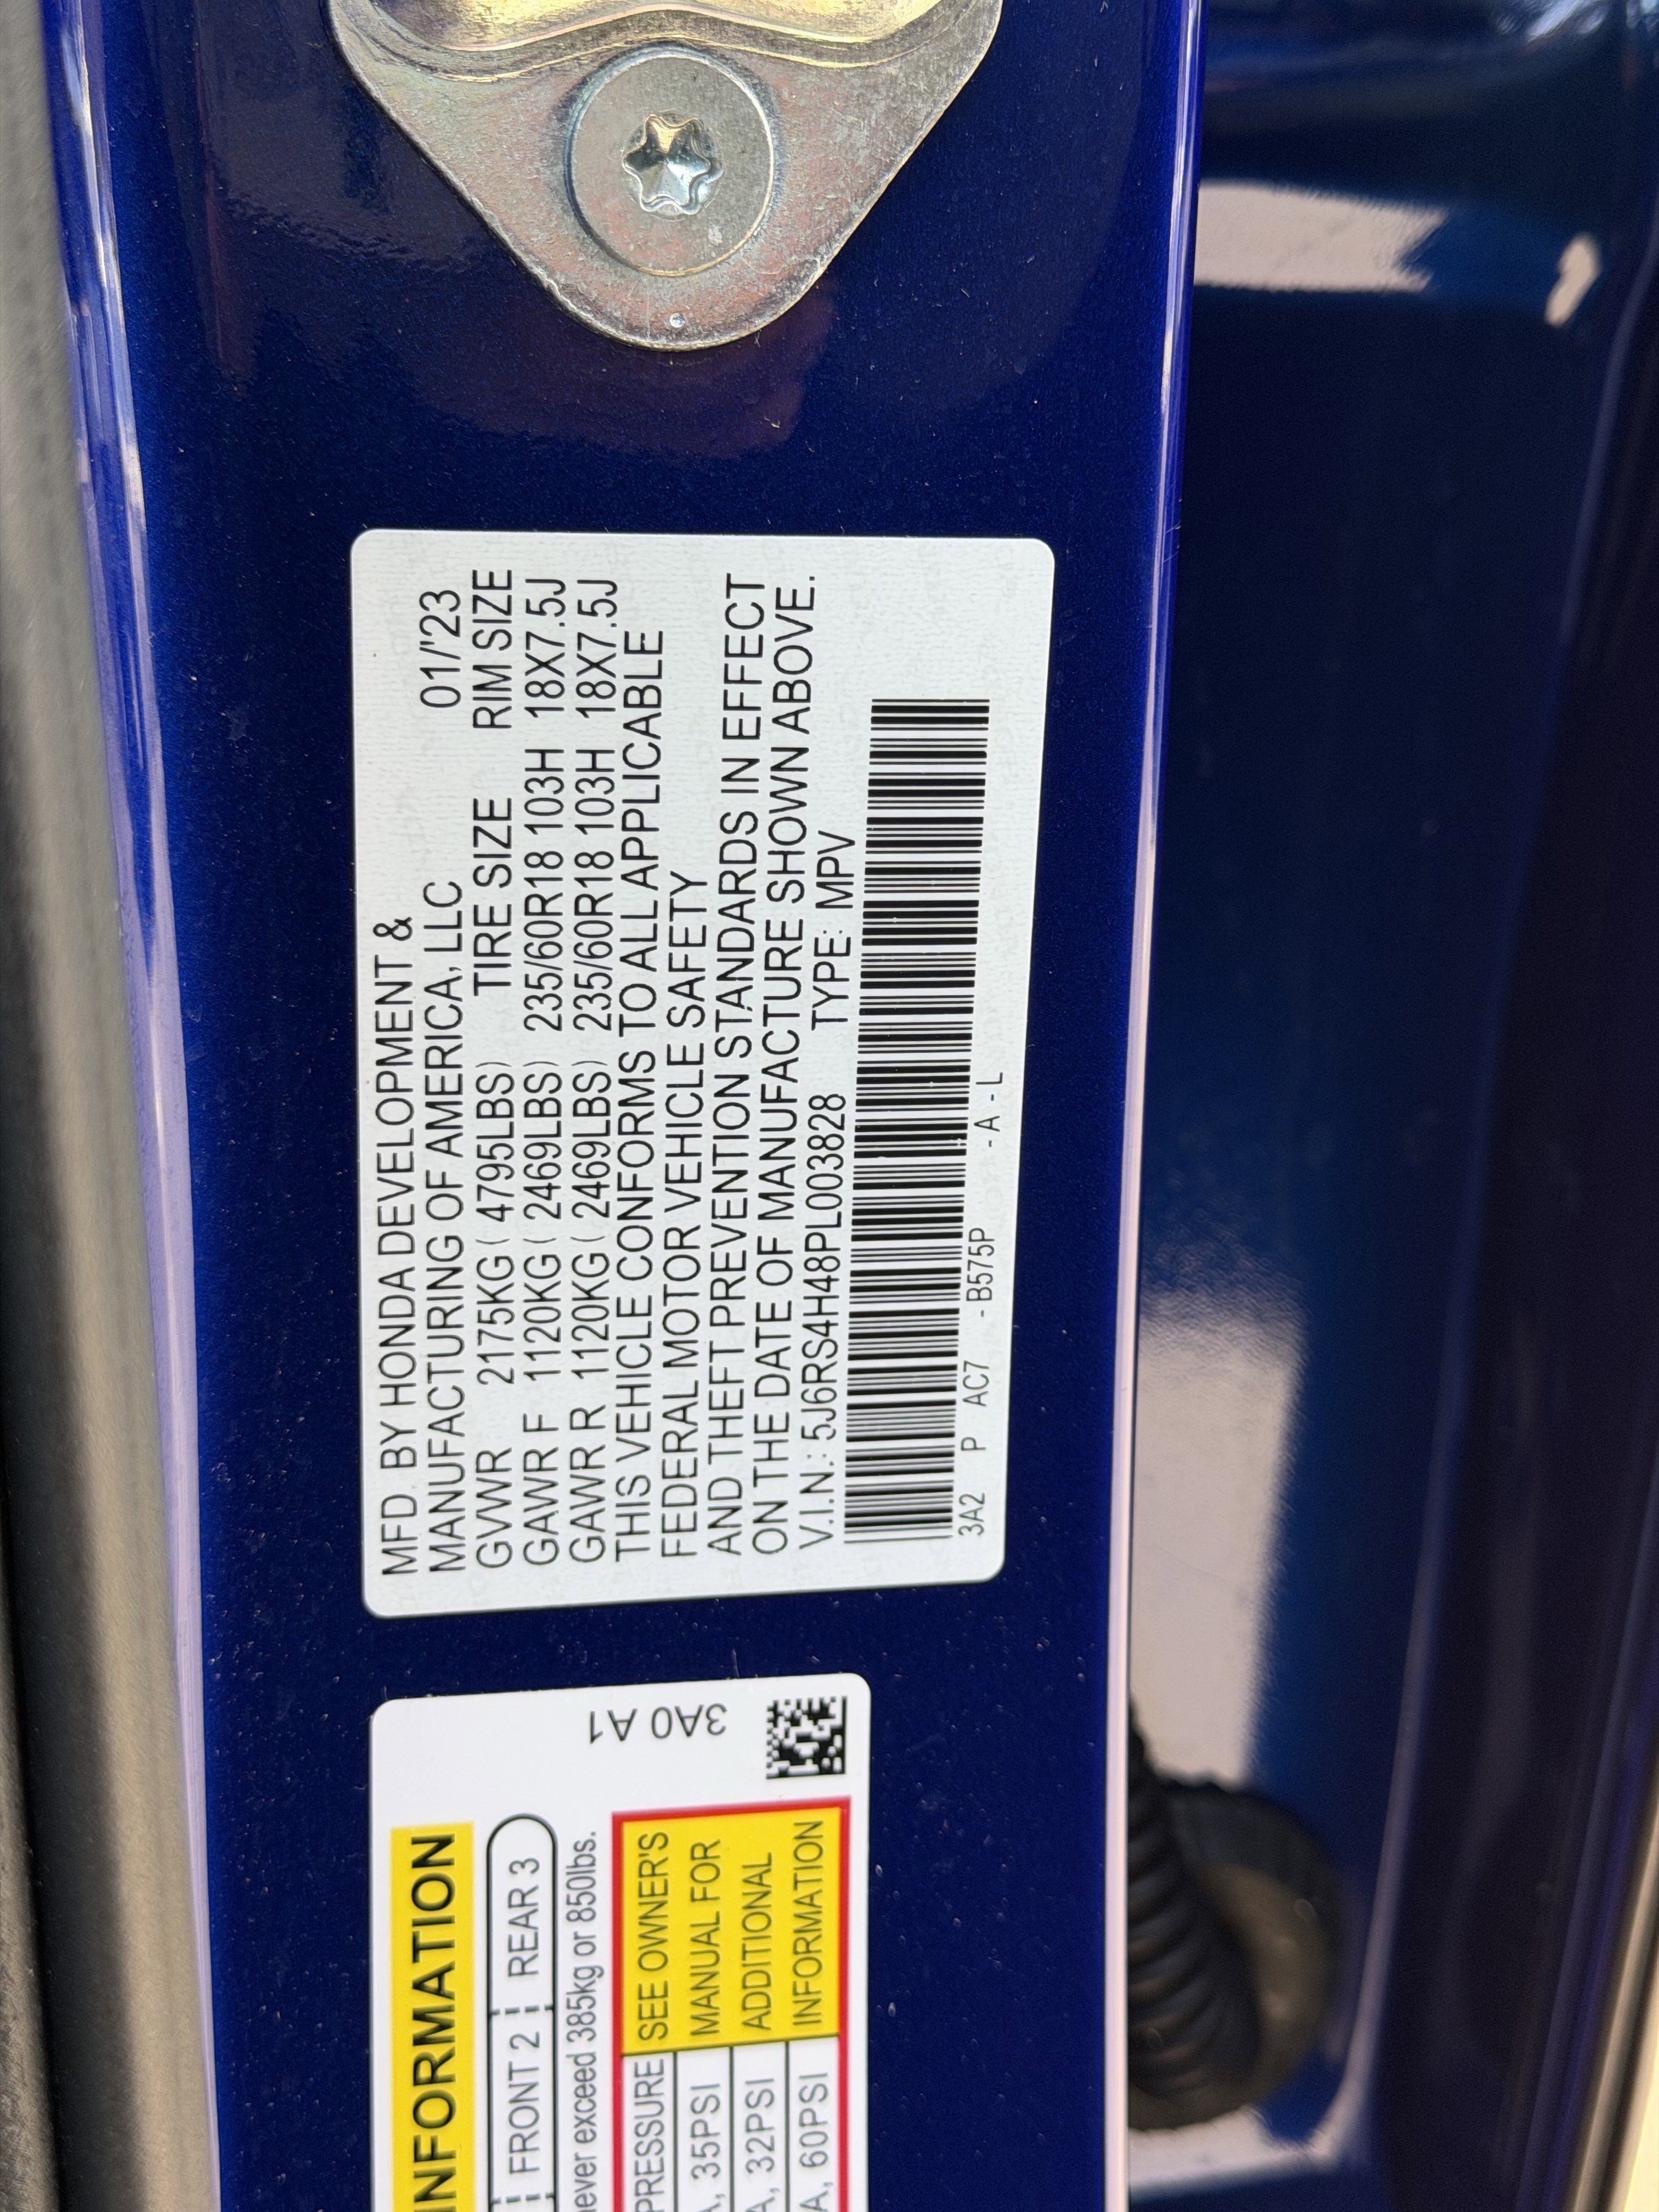 MFD. BY HONDA DEVELOPMENT &
MANUFACTURING OF AMERICA, LLC 01/'23
GVWR 2175KG ( 4795LBS) TIRE SIZE RIM SIZE
GAWR F 1120KG ( 2469LBS) 235/60R18 103H 18X7.5J
GAWR R 1120KG ( 2469LBS) 235/60R18 103H 18X7.5J
THIS VEHICLE CONFORMS TO ALL APPLICABLE
FEDERAL MOTOR VEHICLE SAFETY
AND THEFT PREVENTION STANDARDS IN EFFECT
ON THE DATE OF MANUFACTURE SHOWN ABOVE.
V.I.N.: 5J6RS4H48PL003828 TYPE: MPV
3A2 P AC7 - B575P - A - L
3A0 A1
INFORMATION
FRONT 2 REAR 3
never exceed 385kg or 850lbs.
PRESSURE SEE OWNER'S
35PSI MANUAL FOR
32PSI ADDITIONAL
60PSI INFORMATION